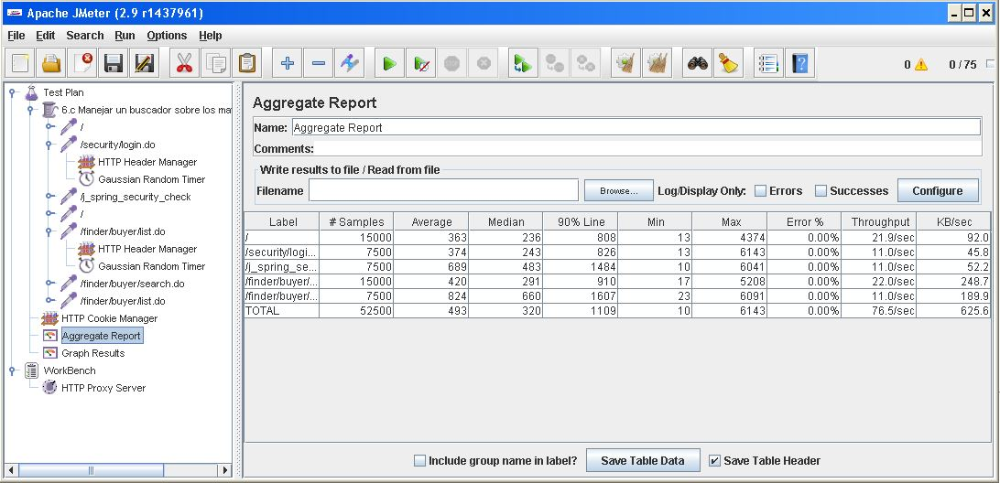 Apache JMeter (2.9 r1437961)
File Edit Search Run Options Help
0 0 / 75
Test Plan
6.c Manejar un buscador sobre los ma
/
/security/login.do
HTTP Header Manager
Gaussian Random Timer
/j_spring_security_check
/
/finder/buyer/list.do
HTTP Header Manager
Gaussian Random Timer
/finder/buyer/search.do
/finder/buyer/list.do
HTTP Cookie Manager
Aggregate Report
Graph Results
WorkBench
HTTP Proxy Server
Aggregate Report
Name: Aggregate Report
Comments:
Write results to file / Read from file
Filename Browse... Log/Display Only: Errors Successes Configure
Label # Samples Average Median 90% Line Min Max Error % Throughput KB/sec
/ 15000 363 236 808 13 4374 0.00% 21.9/sec 92.0
/security/logi... 7500 374 243 826 13 6143 0.00% 11.0/sec 45.8
/j_spring_se... 7500 689 483 1484 10 6041 0.00% 11.0/sec 52.2
/finder/buyer/... 15000 420 291 910 17 5208 0.00% 22.0/sec 248.7
/finder/buyer/... 7500 824 660 1607 23 6091 0.00% 11.0/sec 189.9
TOTAL 52500 493 320 1109 10 6143 0.00% 76.5/sec 625.6
Include group name in label? Save Table Data Save Table Header